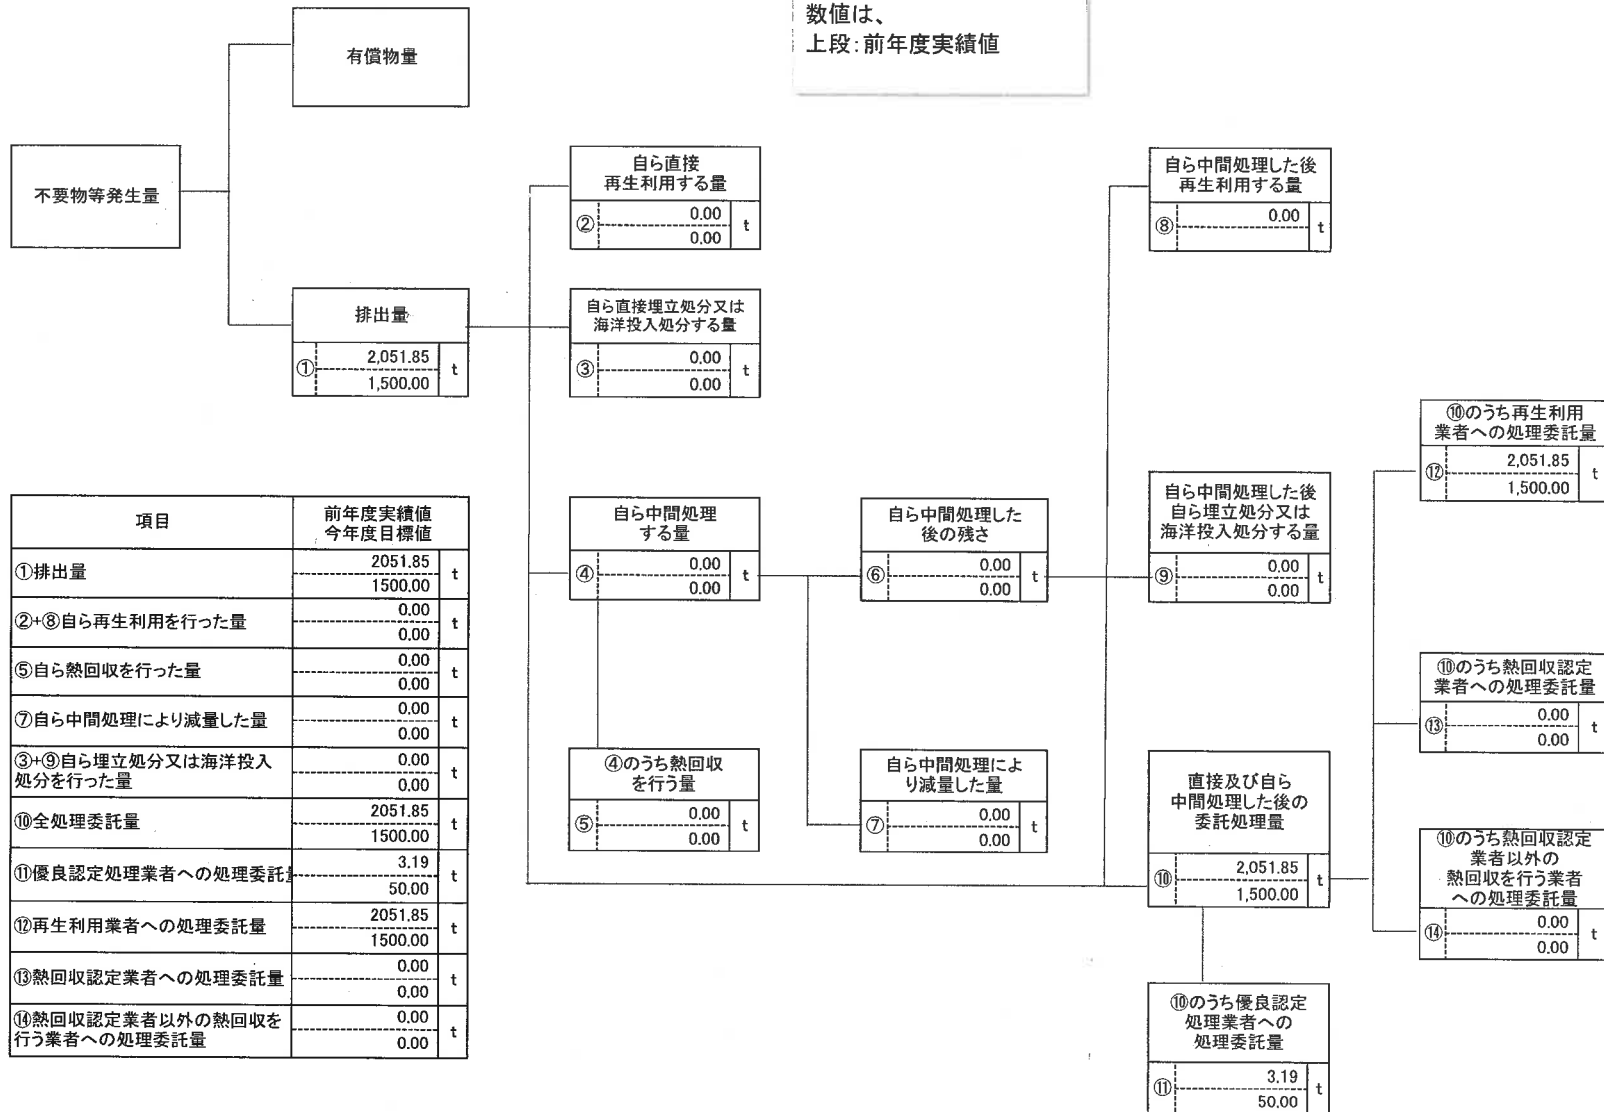 数値は、
上段：前年度実績値
有償物量
不要物等発生量
排出量
① 2,051.85 t
1,500.00
自ら直接
再生利用する量
② 0.00 t
0.00
自ら直接埋立処分又は
海洋投入処分する量
③ 0.00 t
0.00
自ら中間処理
する量
④ 0.00 t
0.00
④のうち熱回収
を行う量
⑤ 0.00 t
0.00
自ら中間処理した
後の残さ
⑥ 0.00 t
0.00
自ら中間処理によ
り減量した量
⑦ 0.00 t
0.00
自ら中間処理した後
再生利用する量
⑧ 0.00 t
自ら中間処理した後
自ら埋立処分又は
海洋投入処分する量
⑨ 0.00 t
0.00
直接及び自ら
中間処理した後の
委託処理量
⑩ 2,051.85 t
1,500.00
⑩のうち優良認定
処理業者への
処理委託量
⑪ 3.19 t
50.00
⑩のうち再生利用
業者への処理委託量
⑫ 2,051.85 t
1,500.00
⑩のうち熱回収認定
業者への処理委託量
⑬ 0.00 t
0.00
⑩のうち熱回収認定
業者以外の
熱回収を行う業者
への処理委託量
⑭ 0.00 t
0.00
項目 前年度実績値
今年度目標値
①排出量 2051.85 t
1500.00
②+⑧自ら再生利用を行った量 0.00 t
0.00
⑤自ら熱回収を行った量 0.00 t
0.00
⑦自ら中間処理により減量した量 0.00 t
0.00
③+⑨自ら埋立処分又は海洋投入
処分を行った量 0.00 t
0.00
⑩全処理委託量 2051.85 t
1500.00
⑪優良認定処理業者への処理委託 3.19 t
50.00
⑫再生利用業者への処理委託量 2051.85 t
1500.00
⑬熱回収認定業者への処理委託量 0.00 t
0.00
⑭熱回収認定業者以外の熱回収を
行う業者への処理委託量 0.00 t
0.00